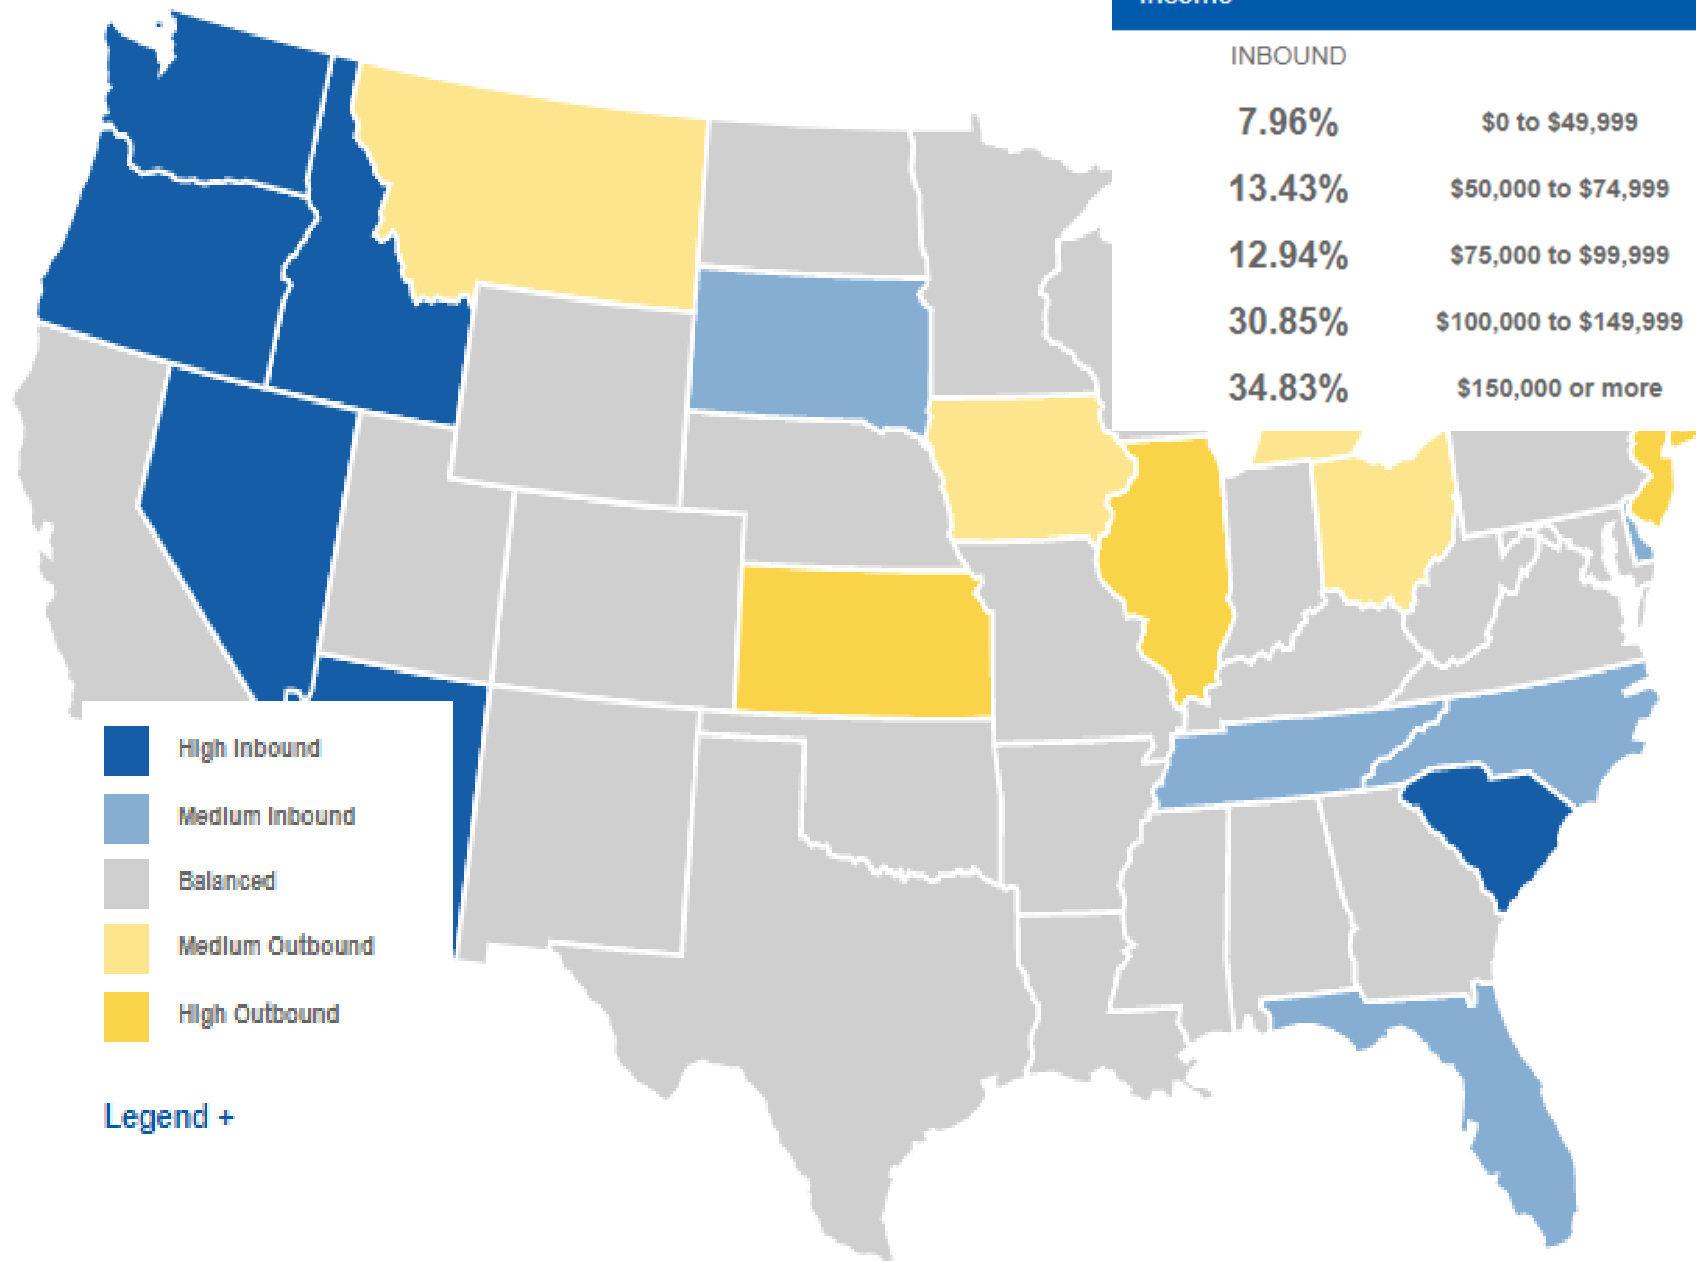 Income
INBOUND
7.96% $0 to $49,999
13.43% $50,000 to $74,999
12.94% $75,000 to $99,999
30.85% $100,000 to $149,999
34.83% $150,000 or more
High Inbound
Medium Inbound
Balanced
Medium Outbound
High Outbound
Legend +